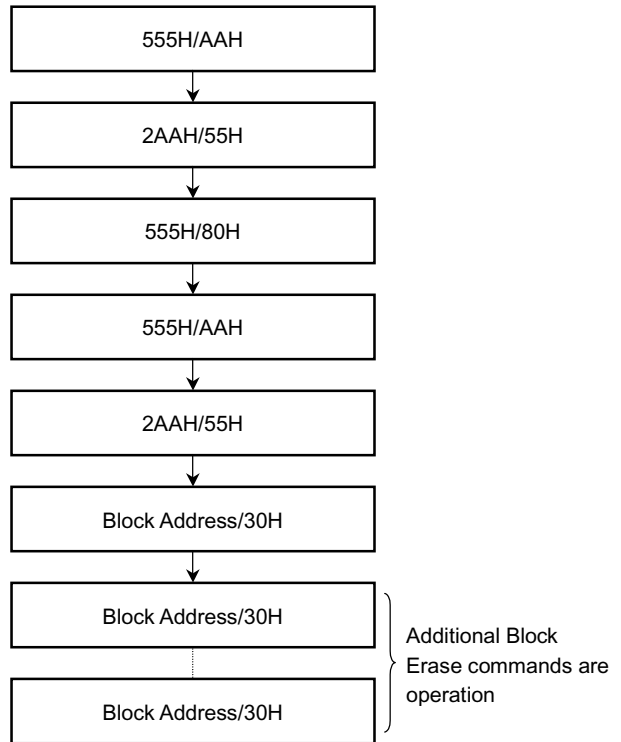 555H/AAH
2AAH/55H
555H/80H
555H/AAH
2AAH/55H
Block Address/30H
Block Address/30H
Additional Block
Erase commands are
operation
Block Address/30H